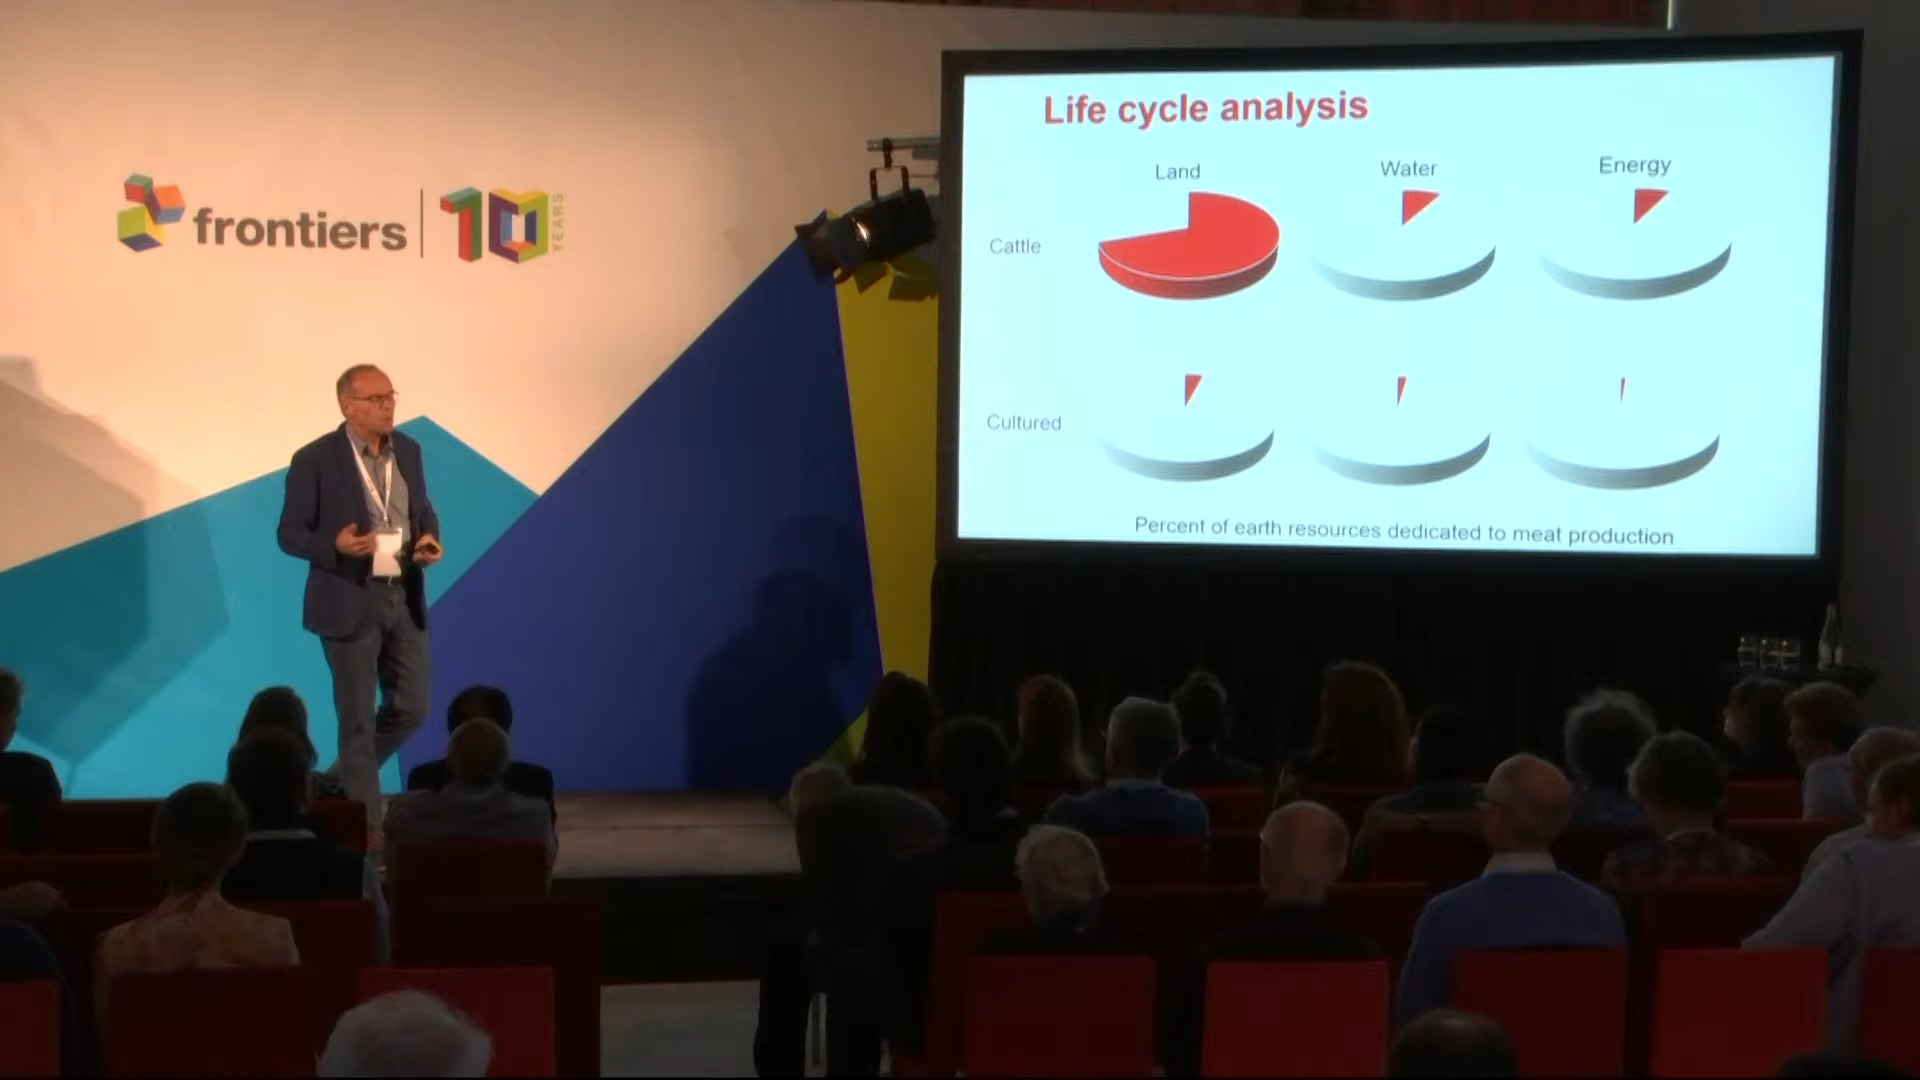 frontiers
10
YEARS
Life cycle analysis
Land
Water
Energy
Cattle
Cultured
Percent of earth resources dedicated to meat production